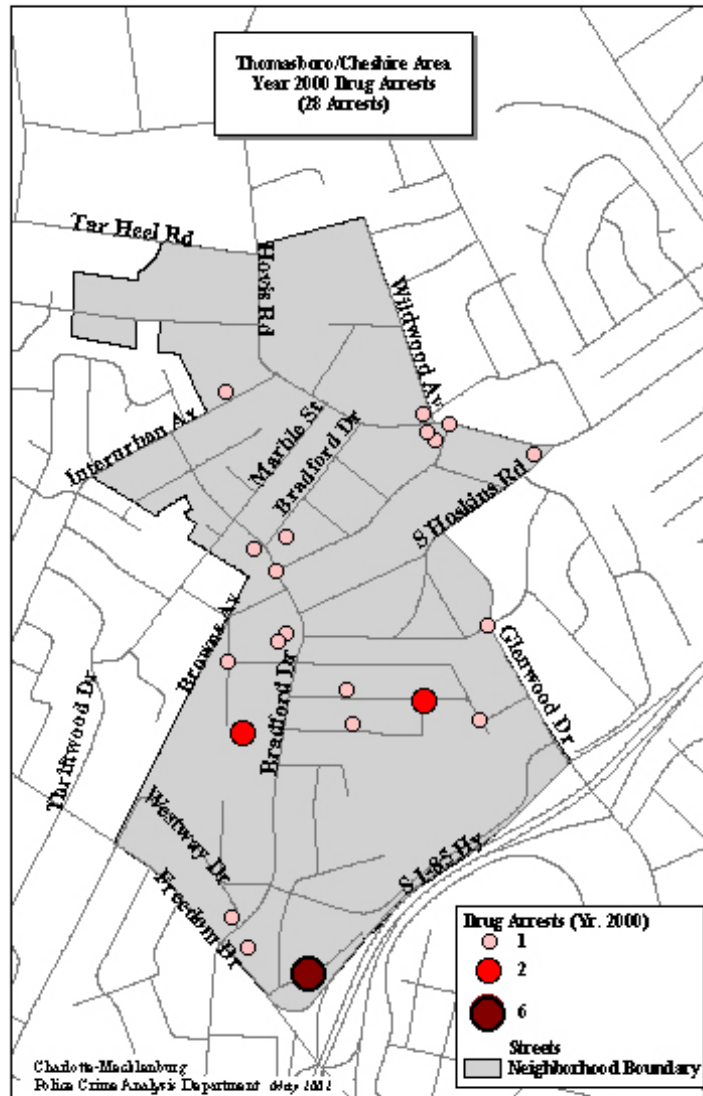 Thomasboro/Cheshire Area
Year 2000 Drug Arrests
(28 Arrests)
Tar Heel Rd
Hovis Rd
Wildwood Av
Interurban Av
Marble St
Bradford Dr
S Hoskins Rd
Browns Av
Glenwood Dr
Bradford Dr
Thriftwood Dr
Westway Dr
Freedom Dr
S I-85 Hy
Drug Arrests (Yr. 2000)
1
2
6
Streets
Neighborhood Boundary
Charlotte-Mecklenburg
Police Crime Analysis Department May